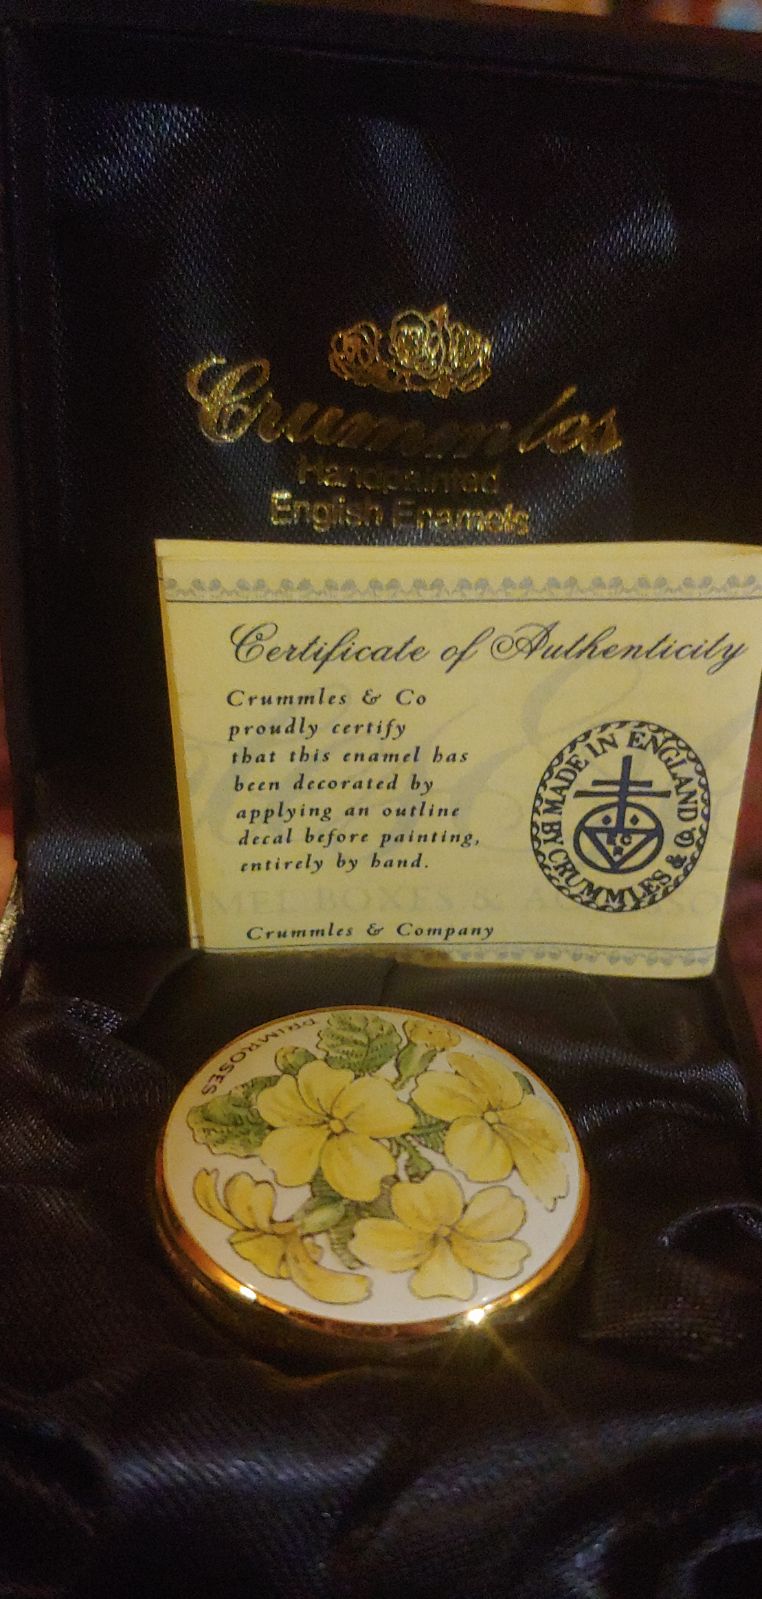 Crummles
Handpainted
English Enamels
Certificate of Authenticity
Crummles & Co
proudly certify
that this enamel has
been decorated by
applying an outline
decal before painting,
entirely by hand.
Crummles & Company
MADE IN ENGLAND
BY CRUMMLES & Co
PRIMROSES